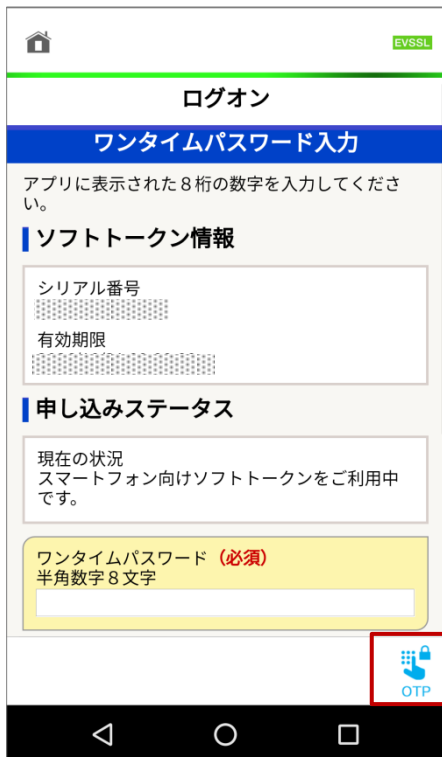 EVSSL
ログオン
ワンタイムパスワード入力
アプリに表示された８桁の数字を入力してくださ
い。
ソフトトークン情報
シリアル番号
有効期限
申し込みステータス
現在の状況
スマートフォン向けソフトトークンをご利用中
です。
ワンタイムパスワード（必須）
半角数字８文字
OTP